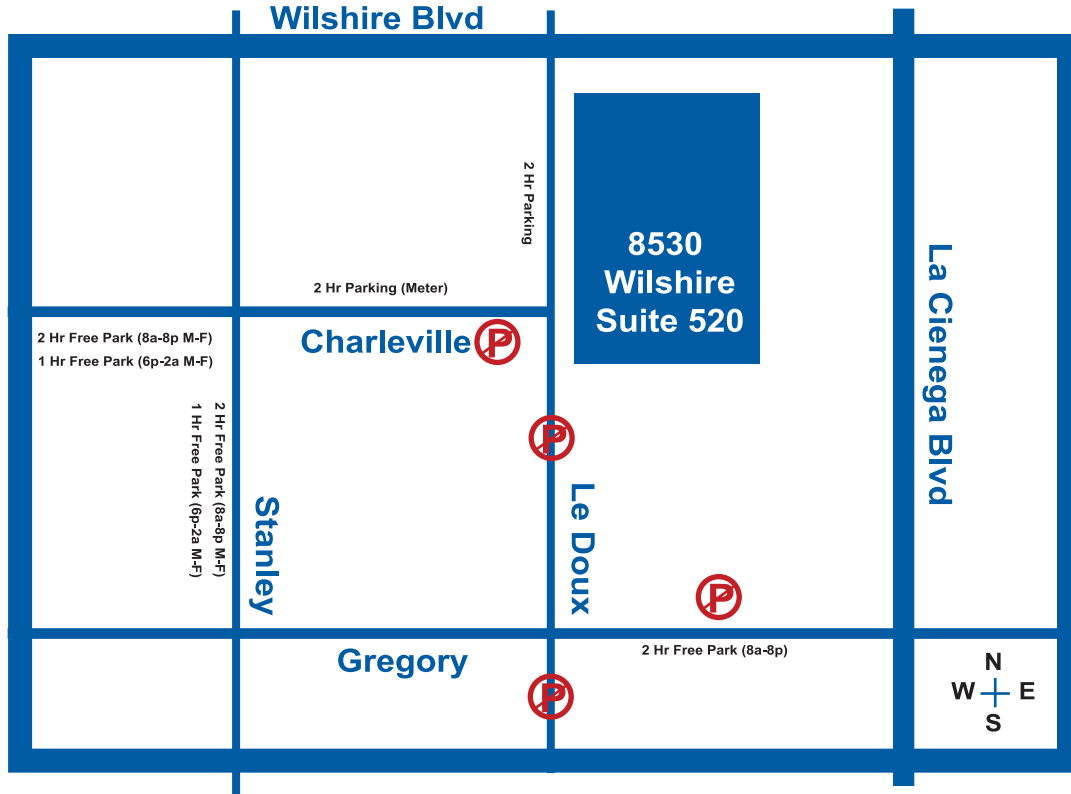 Wilshire Blvd
2 Hr Parking
8530
Wilshire
Suite 520
La Cienega Blvd
2 Hr Parking (Meter)
Charleville
P
2 Hr Free Park (8a-8p M-F)
1 Hr Free Park (6p-2a M-F)
2 Hr Free Park (8a-8p M-F)
1 Hr Free Park (6p-2a M-F)
P
Stanley
Le Doux
P
Gregory
2 Hr Free Park (8a-8p)
P
N
W E
S